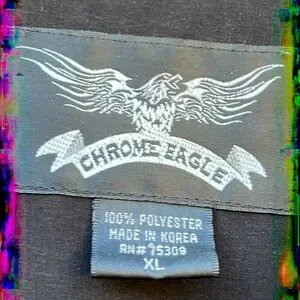 CHROME EAGLE
100% POLYESTER
MADE IN KOREA
RN# 75309
XL